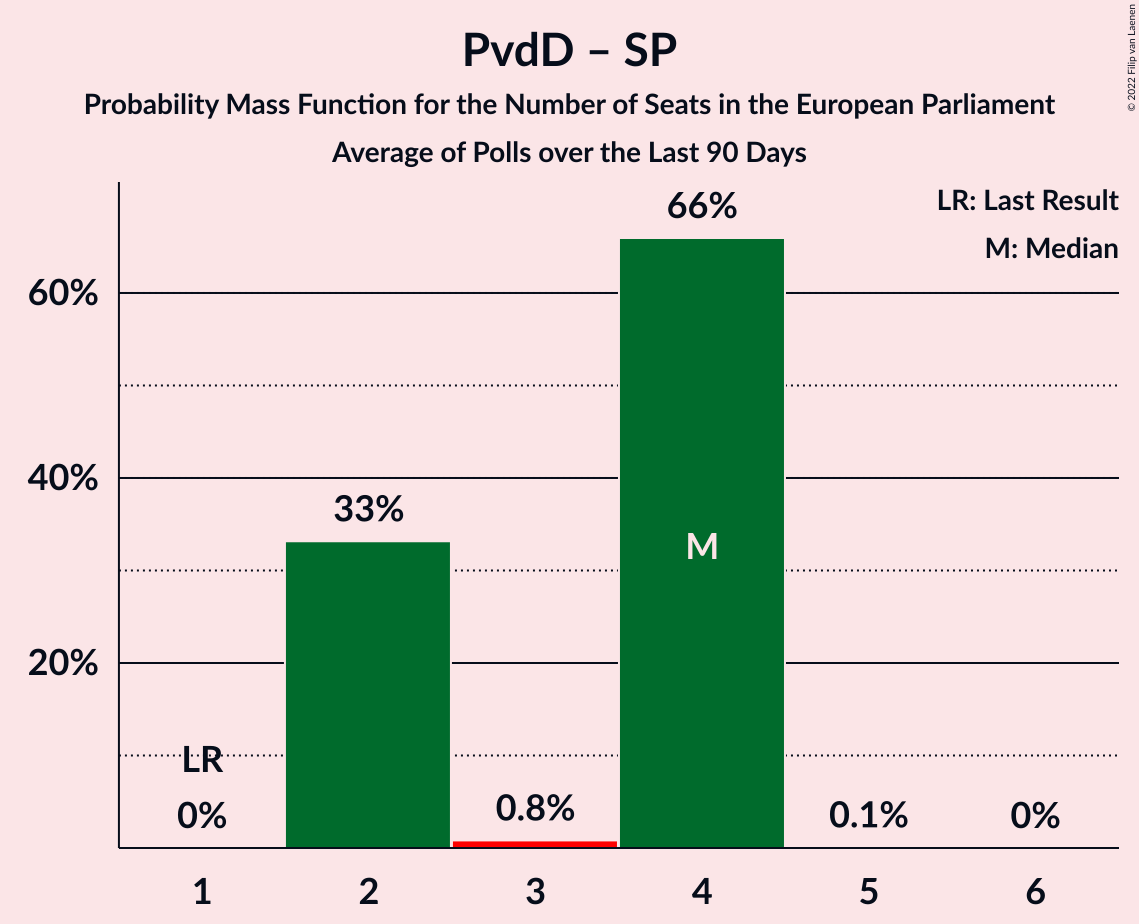 PvdD – SP
Probability Mass Function for the Number of Seats in the European Parliament
Average of Polls over the Last 90 Days
© 2022 Filip van Laenen
LR: Last Result
M: Median
66%
60%
40%
33%
M
20%
LR
0%
0.8%
0.1%
0%
1 2 3 4 5 6